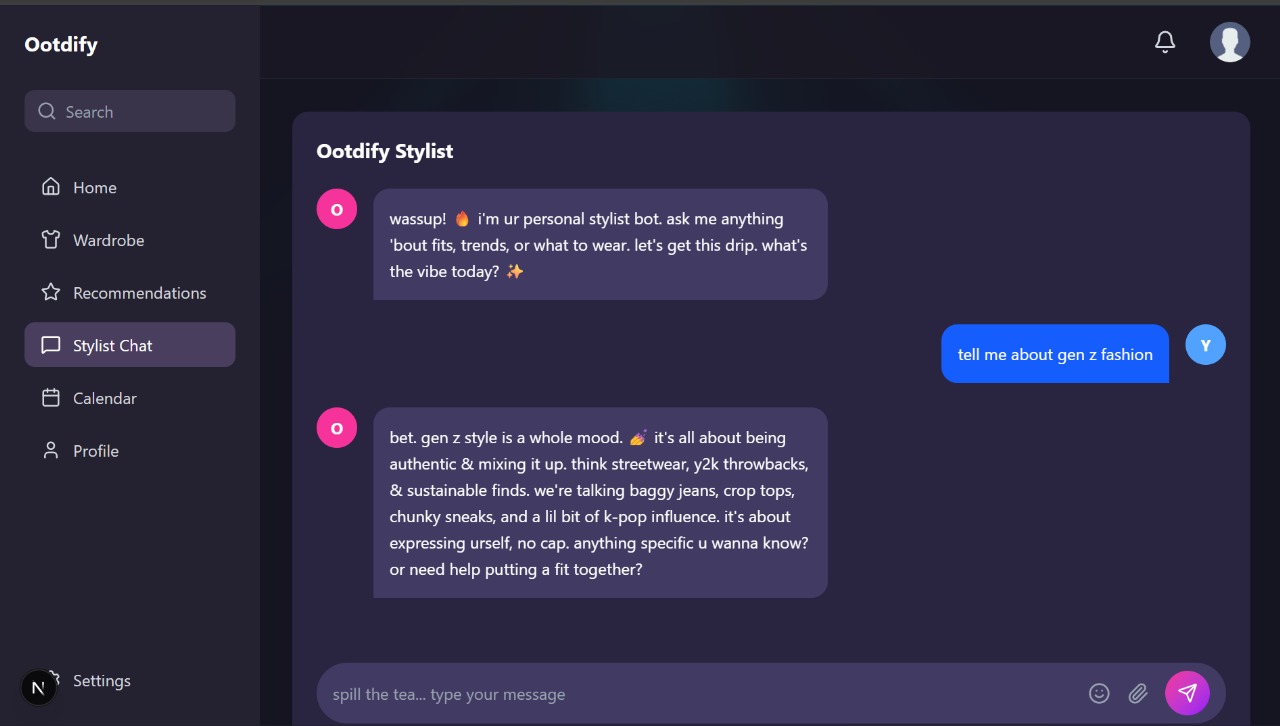 Ootdify
Search
Home
Wardrobe
Recommendations
Stylist Chat
Calendar
Profile
N
Settings
Ootdify Stylist
O
wassup! 🔥 i'm ur personal stylist bot. ask me anything
'bout fits, trends, or what to wear. let's get this drip. what's
the vibe today? ✨
tell me about gen z fashion
Y
O
bet. gen z style is a whole mood. 💅 it's all about being
authentic & mixing it up. think streetwear, y2k throwbacks,
& sustainable finds. we're talking baggy jeans, crop tops,
chunky sneaks, and a lil bit of k-pop influence. it's about
expressing urself, no cap. anything specific u wanna know?
or need help putting a fit together?
spill the tea... type your message